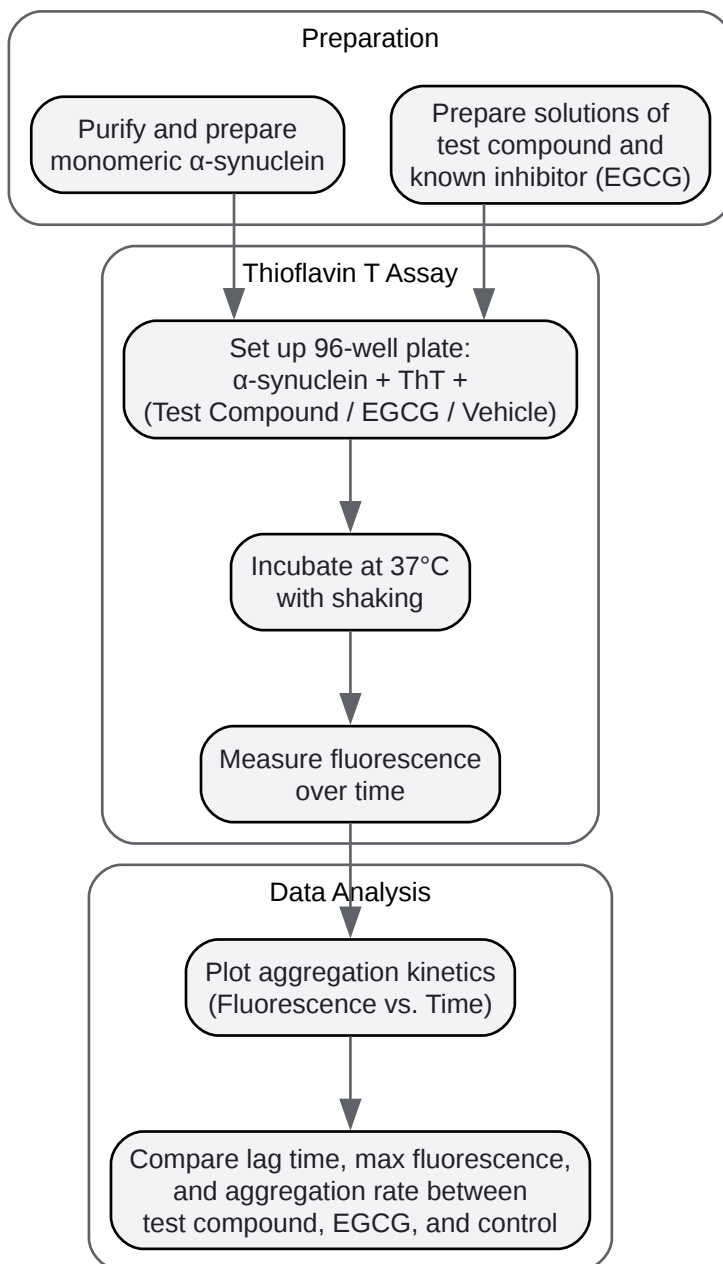 Preparation
Purify and prepare
monomeric α-synuclein
Prepare solutions of
test compound and
known inhibitor (EGCG)
Thioflavin T Assay
Set up 96-well plate:
α-synuclein + ThT +
(Test Compound / EGCG / Vehicle)
Incubate at 37°C
with shaking
Measure fluorescence
over time
Data Analysis
Plot aggregation kinetics
(Fluorescence vs. Time)
Compare lag time, max fluorescence,
and aggregation rate between
test compound, EGCG, and control